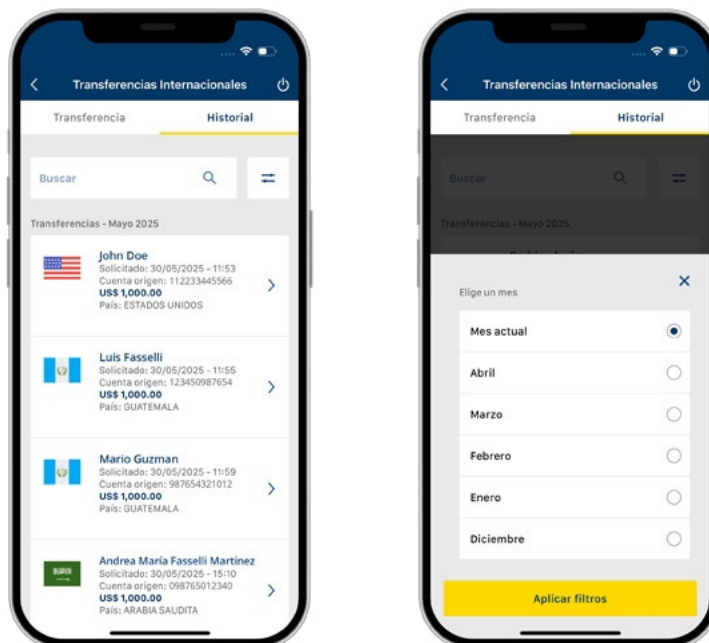 Transferencias Internacionales
Transferencia Historial
Buscar
Transferencias - Mayo 2025
John Doe
Solicitado: 30/05/2025 - 11:53
Cuenta origen: 112233445566
US$ 1,000.00
País: ESTADOS UNIDOS
Luis Fasselli
Solicitado: 30/05/2025 - 11:55
Cuenta origen: 123450987654
US$ 1,000.00
País: GUATEMALA
Mario Guzman
Solicitado: 30/05/2025 - 11:59
Cuenta origen: 987654321012
US$ 1,000.00
País: GUATEMALA
Andrea María Fasselli Martinez
Solicitado: 30/05/2025 - 15:10
Cuenta origen: 098765012340
US$ 1,000.00
País: ARABIA SAUDITA
Transferencias Internacionales
Transferencia Historial
Buscar
Transferencias - Mayo 2025
Elige un mes
Mes actual
Abril
Marzo
Febrero
Enero
Diciembre
Aplicar filtros